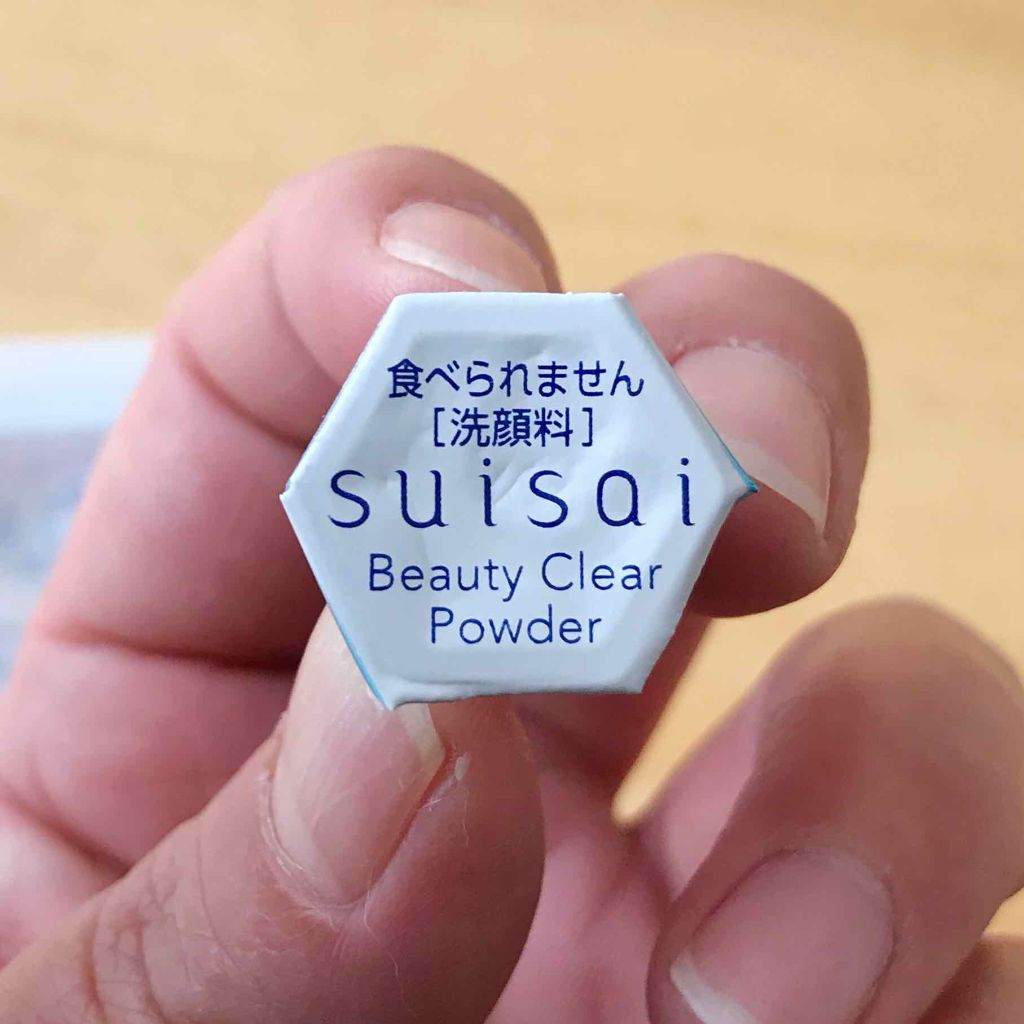 食べられません
[洗顔料]
suisai
Beauty Clear
Powder